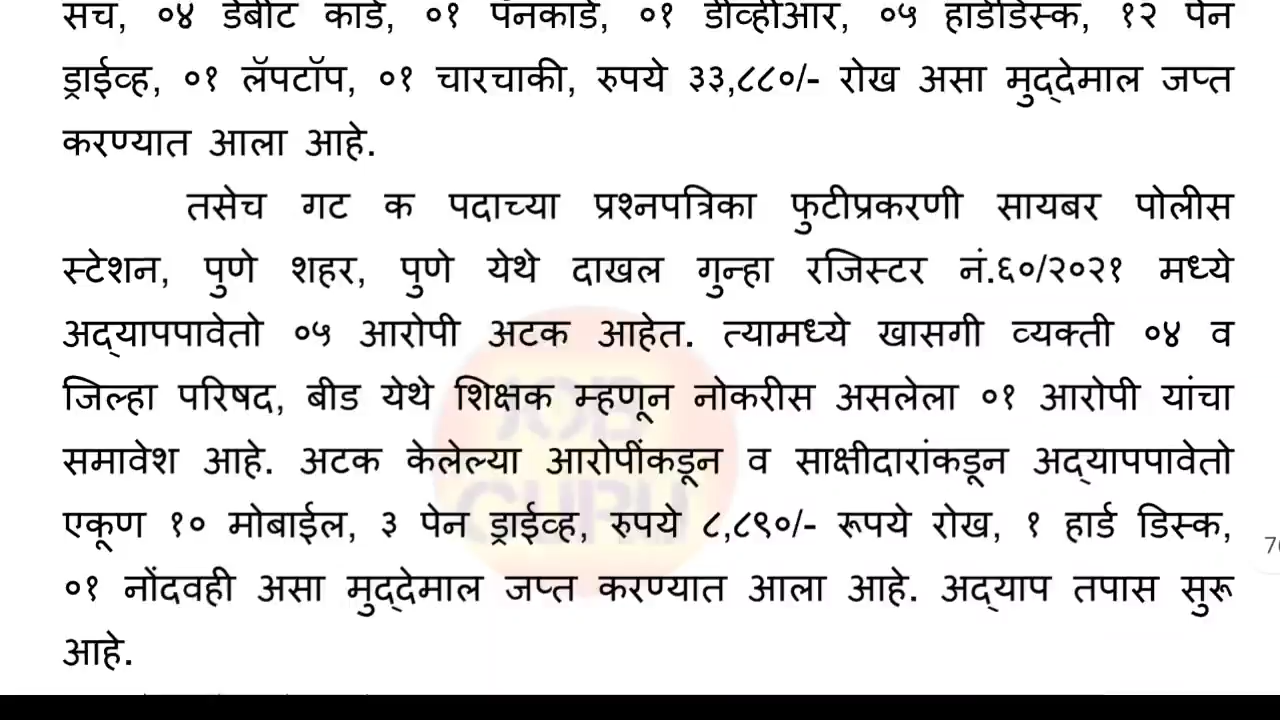 संच, ०४ डेबीट कार्ड, ०१ पॅनकार्ड, ०१ डीव्हीआर, ०५ हार्डडिस्क, १२ पेन
ड्राईव्ह, ०१ लॅपटॉप, ०१ चारचाकी, रुपये ३३,८८०/- रोख असा मुद्देमाल जप्त
करण्यात आला आहे.
तसेच गट क पदाच्या प्रश्नपत्रिका फुटीप्रकरणी सायबर पोलीस
स्टेशन, पुणे शहर, पुणे येथे दाखल गुन्हा रजिस्टर नं.६०/२०२१ मध्ये
अद्यापपावेतो ०५ आरोपी अटक आहेत. त्यामध्ये खासगी व्यक्ती ०४ व
जिल्हा परिषद, बीड येथे शिक्षक म्हणून नोकरीस असलेला ०१ आरोपी यांचा
समावेश आहे. अटक केलेल्या आरोपींकडून व साक्षीदारांकडून अद्यापपावेतो
एकूण १० मोबाईल, ३ पेन ड्राईव्ह, रुपये ८,८९०/- रूपये रोख, १ हार्ड डिस्क,
०१ नोंदवही असा मुद्देमाल जप्त करण्यात आला आहे. अद्याप तपास सुरू
आहे.
JOB
GURU